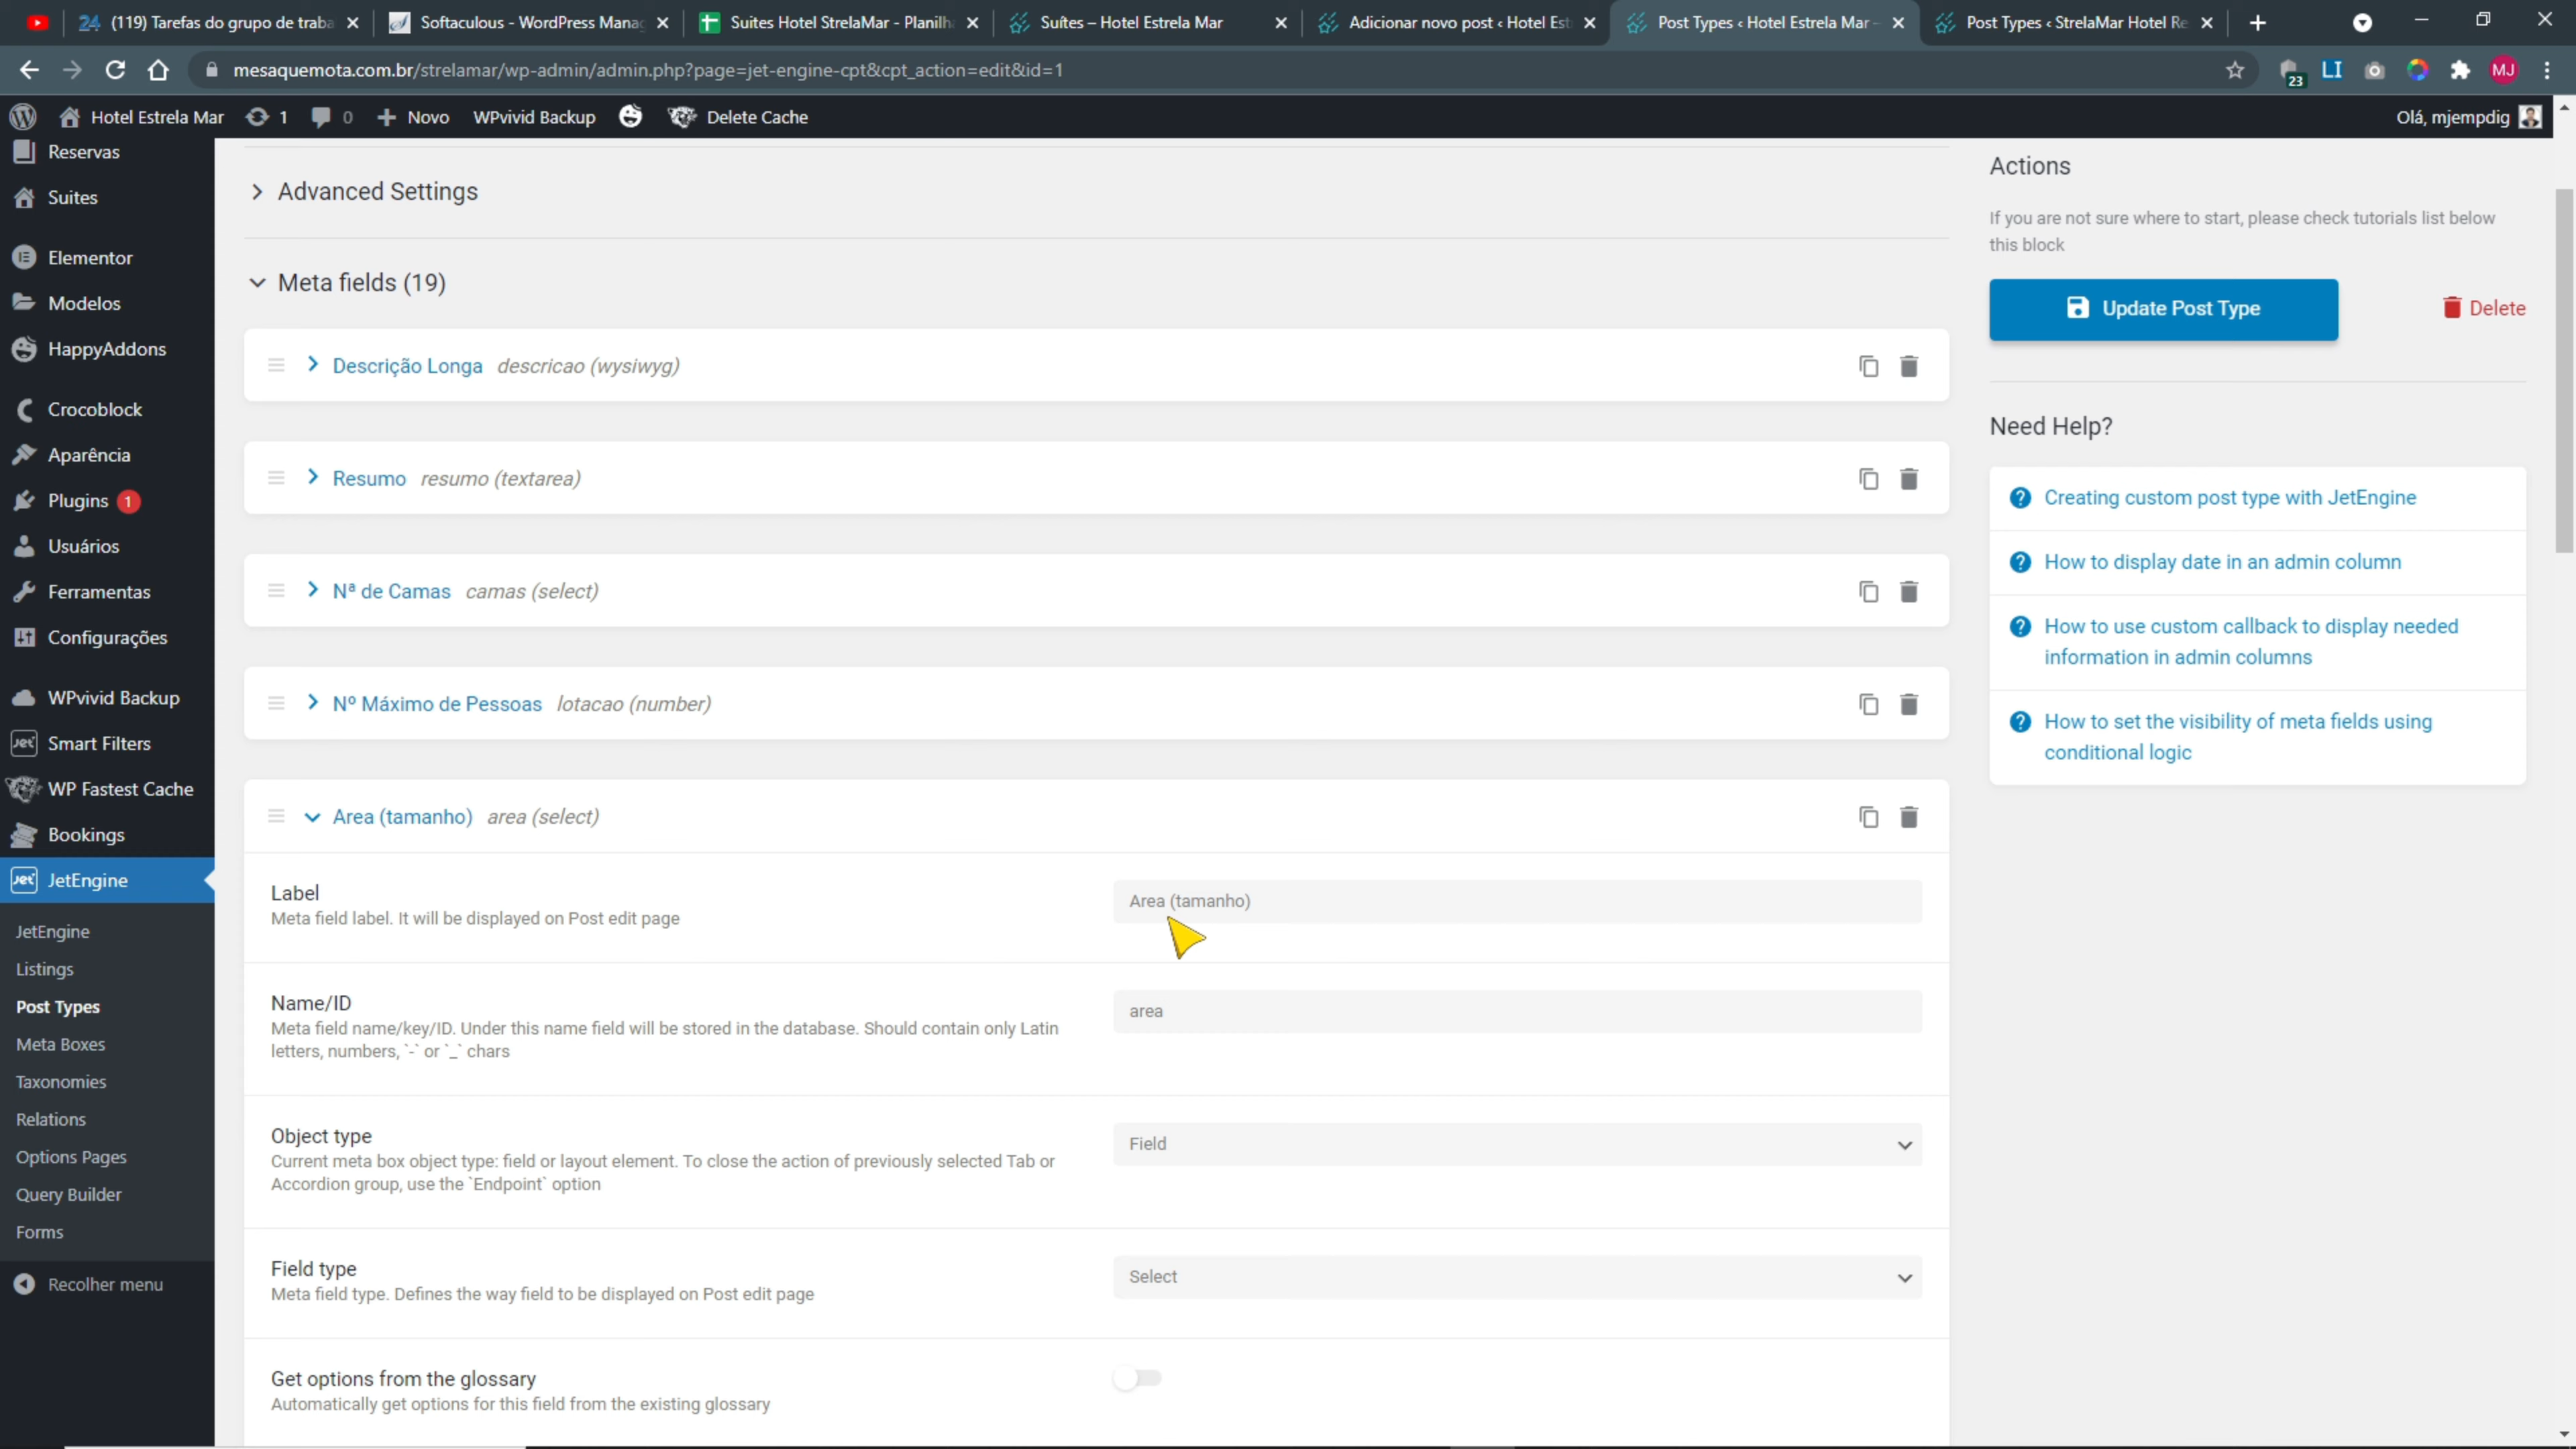 24 (119) Tarefas do grupo de traba
Softaculous - WordPress Manag
Suites Hotel StrelaMar - Planilh
Suítes – Hotel Estrela Mar
Adicionar novo post ‹ Hotel Est
Post Types ‹ Hotel Estrela Mar –
Post Types ‹ StrelaMar Hotel Re
mesaquemota.com.br/strelamar/wp-admin/admin.php?page=jet-engine-cpt&cpt_action=edit&id=1
23
LI
MJ
Hotel Estrela Mar
1
0
Novo
WPvivid Backup
Delete Cache
Olá, mjempdig
Reservas
Suites
Elementor
Modelos
HappyAddons
Crocoblock
Aparência
Plugins 1
Usuários
Ferramentas
Configurações
WPvivid Backup
Jet Smart Filters
WP Fastest Cache
Bookings
Jet JetEngine
JetEngine
Listings
Post Types
Meta Boxes
Taxonomies
Relations
Options Pages
Query Builder
Forms
Recolher menu
Advanced Settings
Meta fields (19)
Descrição Longa descricao (wysiwyg)
Resumo resumo (textarea)
Nª de Camas camas (select)
Nº Máximo de Pessoas lotacao (number)
Area (tamanho) area (select)
Label
Meta field label. It will be displayed on Post edit page
Area (tamanho)
Name/ID
Meta field name/key/ID. Under this name field will be stored in the database. Should contain only Latin
letters, numbers, `-` or `_` chars
area
Object type
Current meta box object type: field or layout element. To close the action of previously selected Tab or
Accordion group, use the `Endpoint` option
Field
Field type
Meta field type. Defines the way field to be displayed on Post edit page
Select
Get options from the glossary
Automatically get options for this field from the existing glossary
Actions
If you are not sure where to start, please check tutorials list below
this block
Update Post Type
Delete
Need Help?
Creating custom post type with JetEngine
How to display date in an admin column
How to use custom callback to display needed
information in admin columns
How to set the visibility of meta fields using
conditional logic